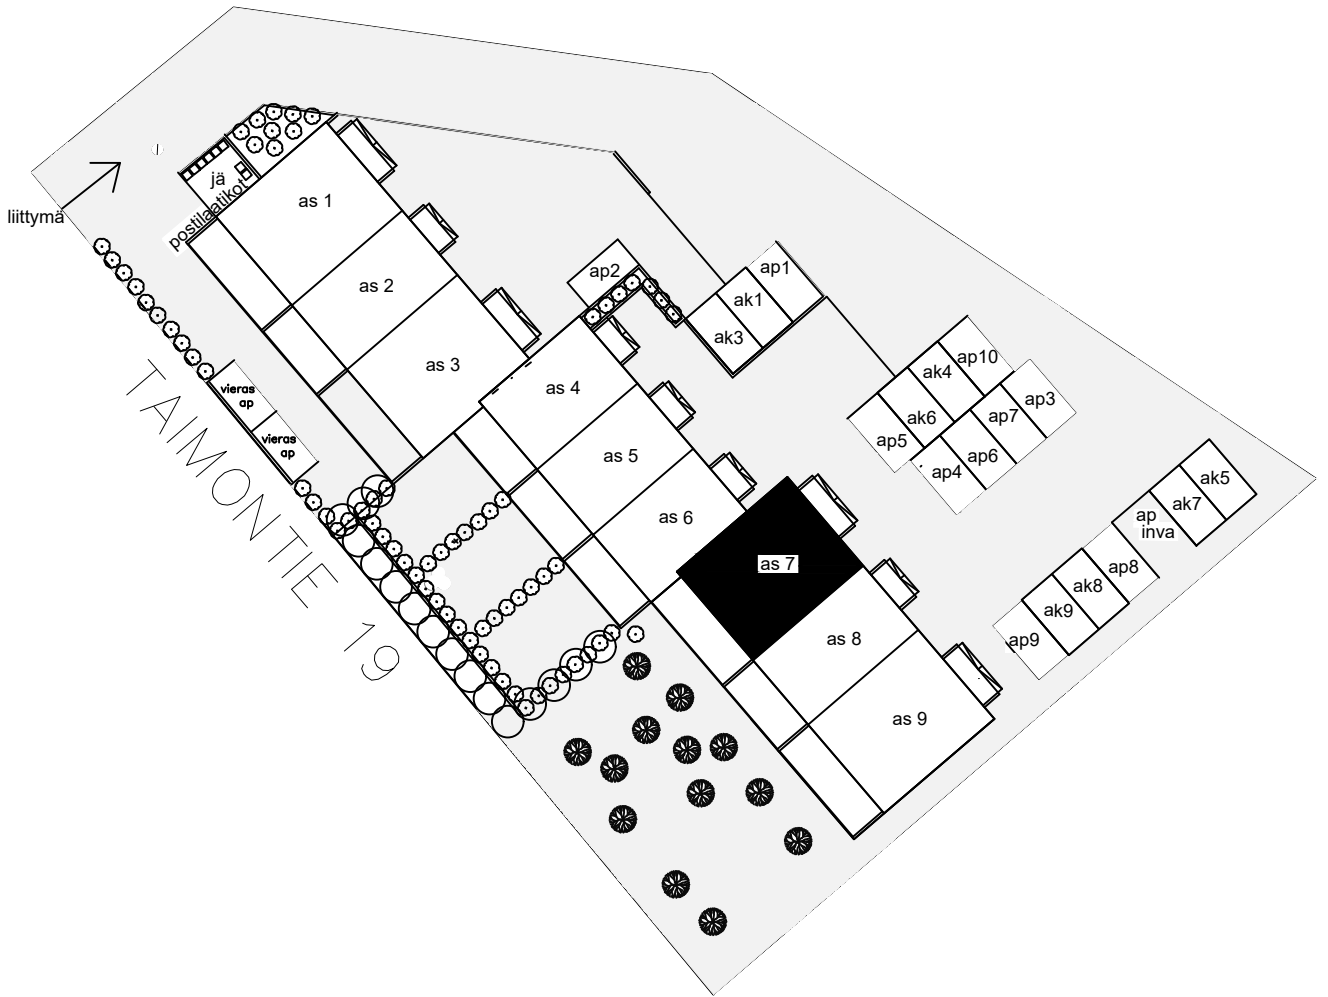 jä
postilaatikot
liittymä
as 1
as 2
as 3
as 4
as 5
as 6
as 7
as 8
as 9
ap2
ap1
ak1
ak3
ap10
ak4
ak6
ap5
ap3
ap7
ap6
ap4
ak5
ak7
ap
inva
ap8
ak8
ak9
ap9
vieras
ap
vieras
ap
TAIMONTIE 19